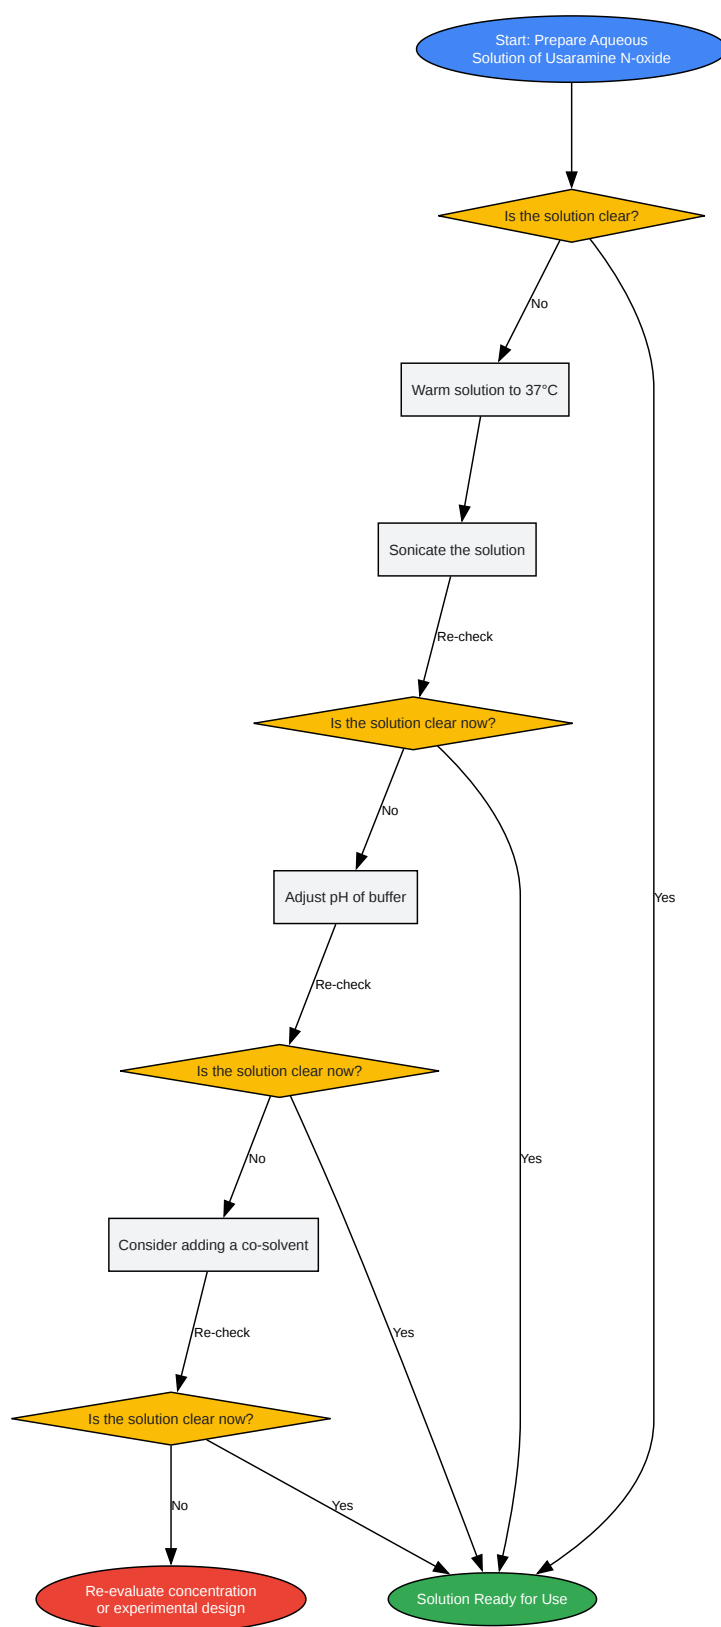 Start: Prepare Aqueous
Solution of Usaramine N-oxide
Is the solution clear?
No
Warm solution to 37°C
Sonicate the solution
Re-check
Is the solution clear now?
No
Adjust pH of buffer
Yes
Re-check
Is the solution clear now?
No
Yes
Consider adding a co-solvent
Re-check
Yes
Is the solution clear now?
No
Yes
Re-evaluate concentration
or experimental design
Solution Ready for Use